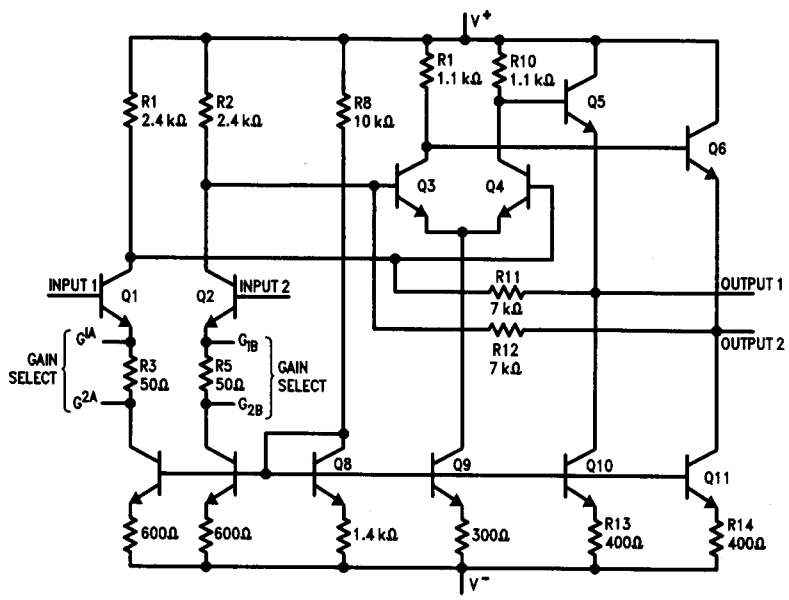 V+
R1
2.4 kΩ
R2
2.4 kΩ
R8
10 kΩ
R1
1.1 kΩ
R10
1.1 kΩ
Q5
Q6
Q3
Q4
INPUT 1
Q1
Q2
INPUT 2
R11
7 kΩ
OUTPUT 1
R12
7 kΩ
OUTPUT 2
GAIN
SELECT
G1A
R3
50Ω
G2A
R5
50Ω
G1B
G2B
GAIN
SELECT
Q8
Q9
Q10
Q11
600Ω
600Ω
1.4 kΩ
300Ω
R13
400Ω
R14
400Ω
V-